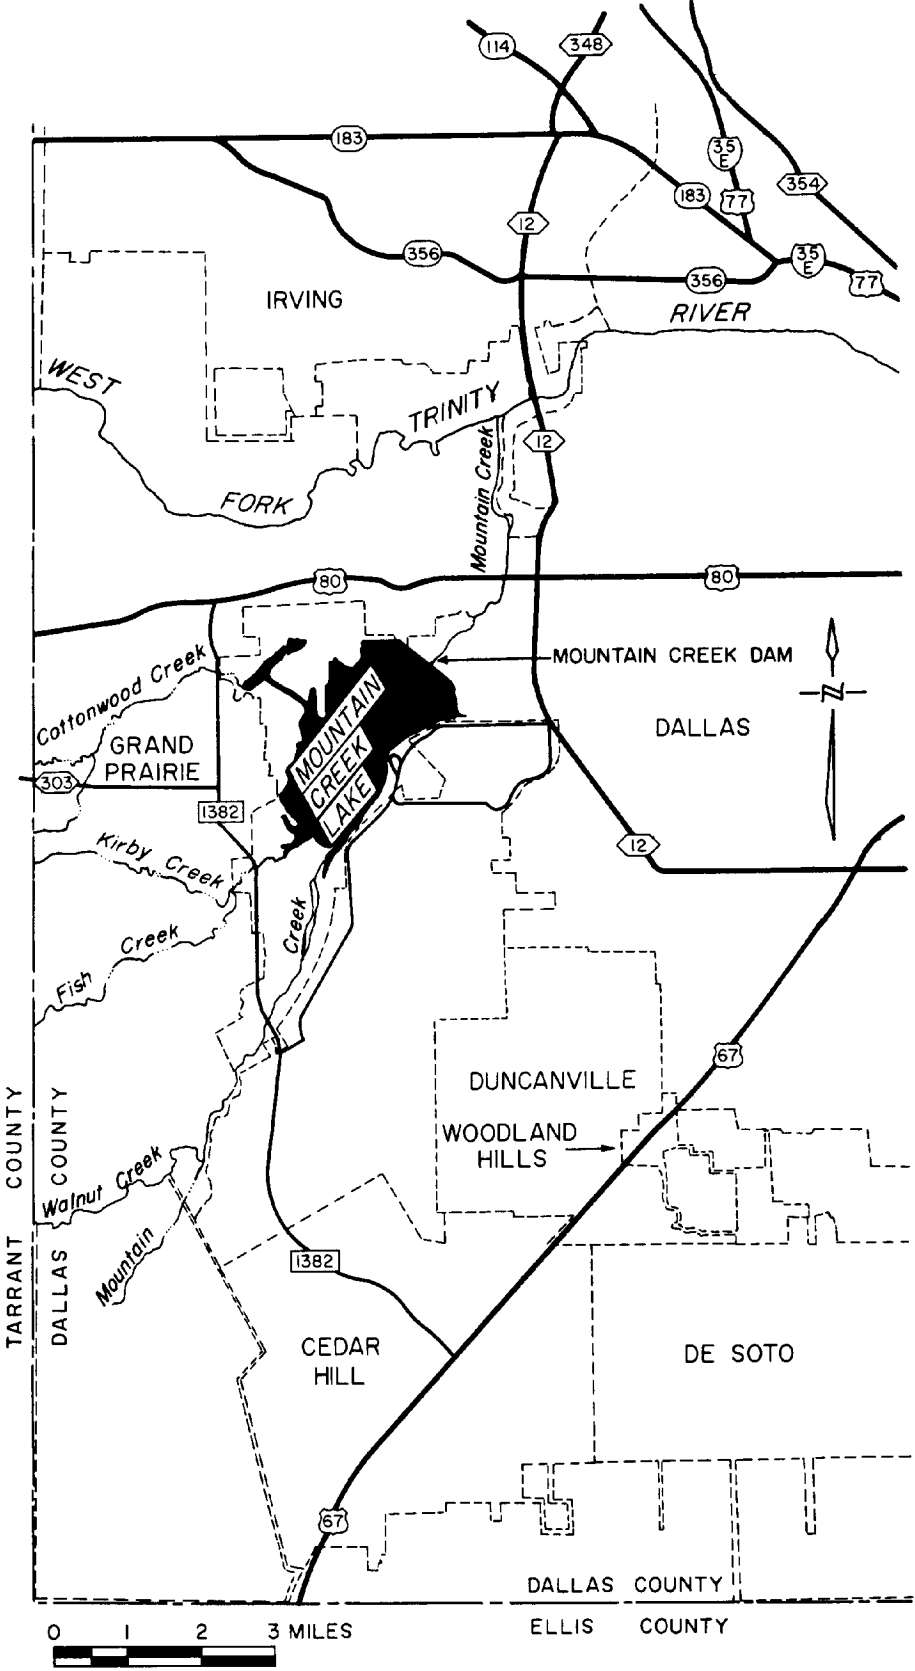 114
348
183
35
E
354
183
77
12
356
35
E
356
77
IRVING
RIVER
WEST
TRINITY
12
Mountain Creek
FORK
80
80
MOUNTAIN CREEK DAM
Cottonwood Creek
MOUNTAIN
CREEK
LAKE
DALLAS
N
GRAND
PRAIRIE
303
1382
12
Kirby Creek
Creek
Fish Creek
67
DUNCANVILLE
WOODLAND
HILLS
TARRANT COUNTY
DALLAS COUNTY
Walnut Creek
Mountain
1382
CEDAR
HILL
DE SOTO
67
DALLAS COUNTY
ELLIS COUNTY
0 1 2 3 MILES